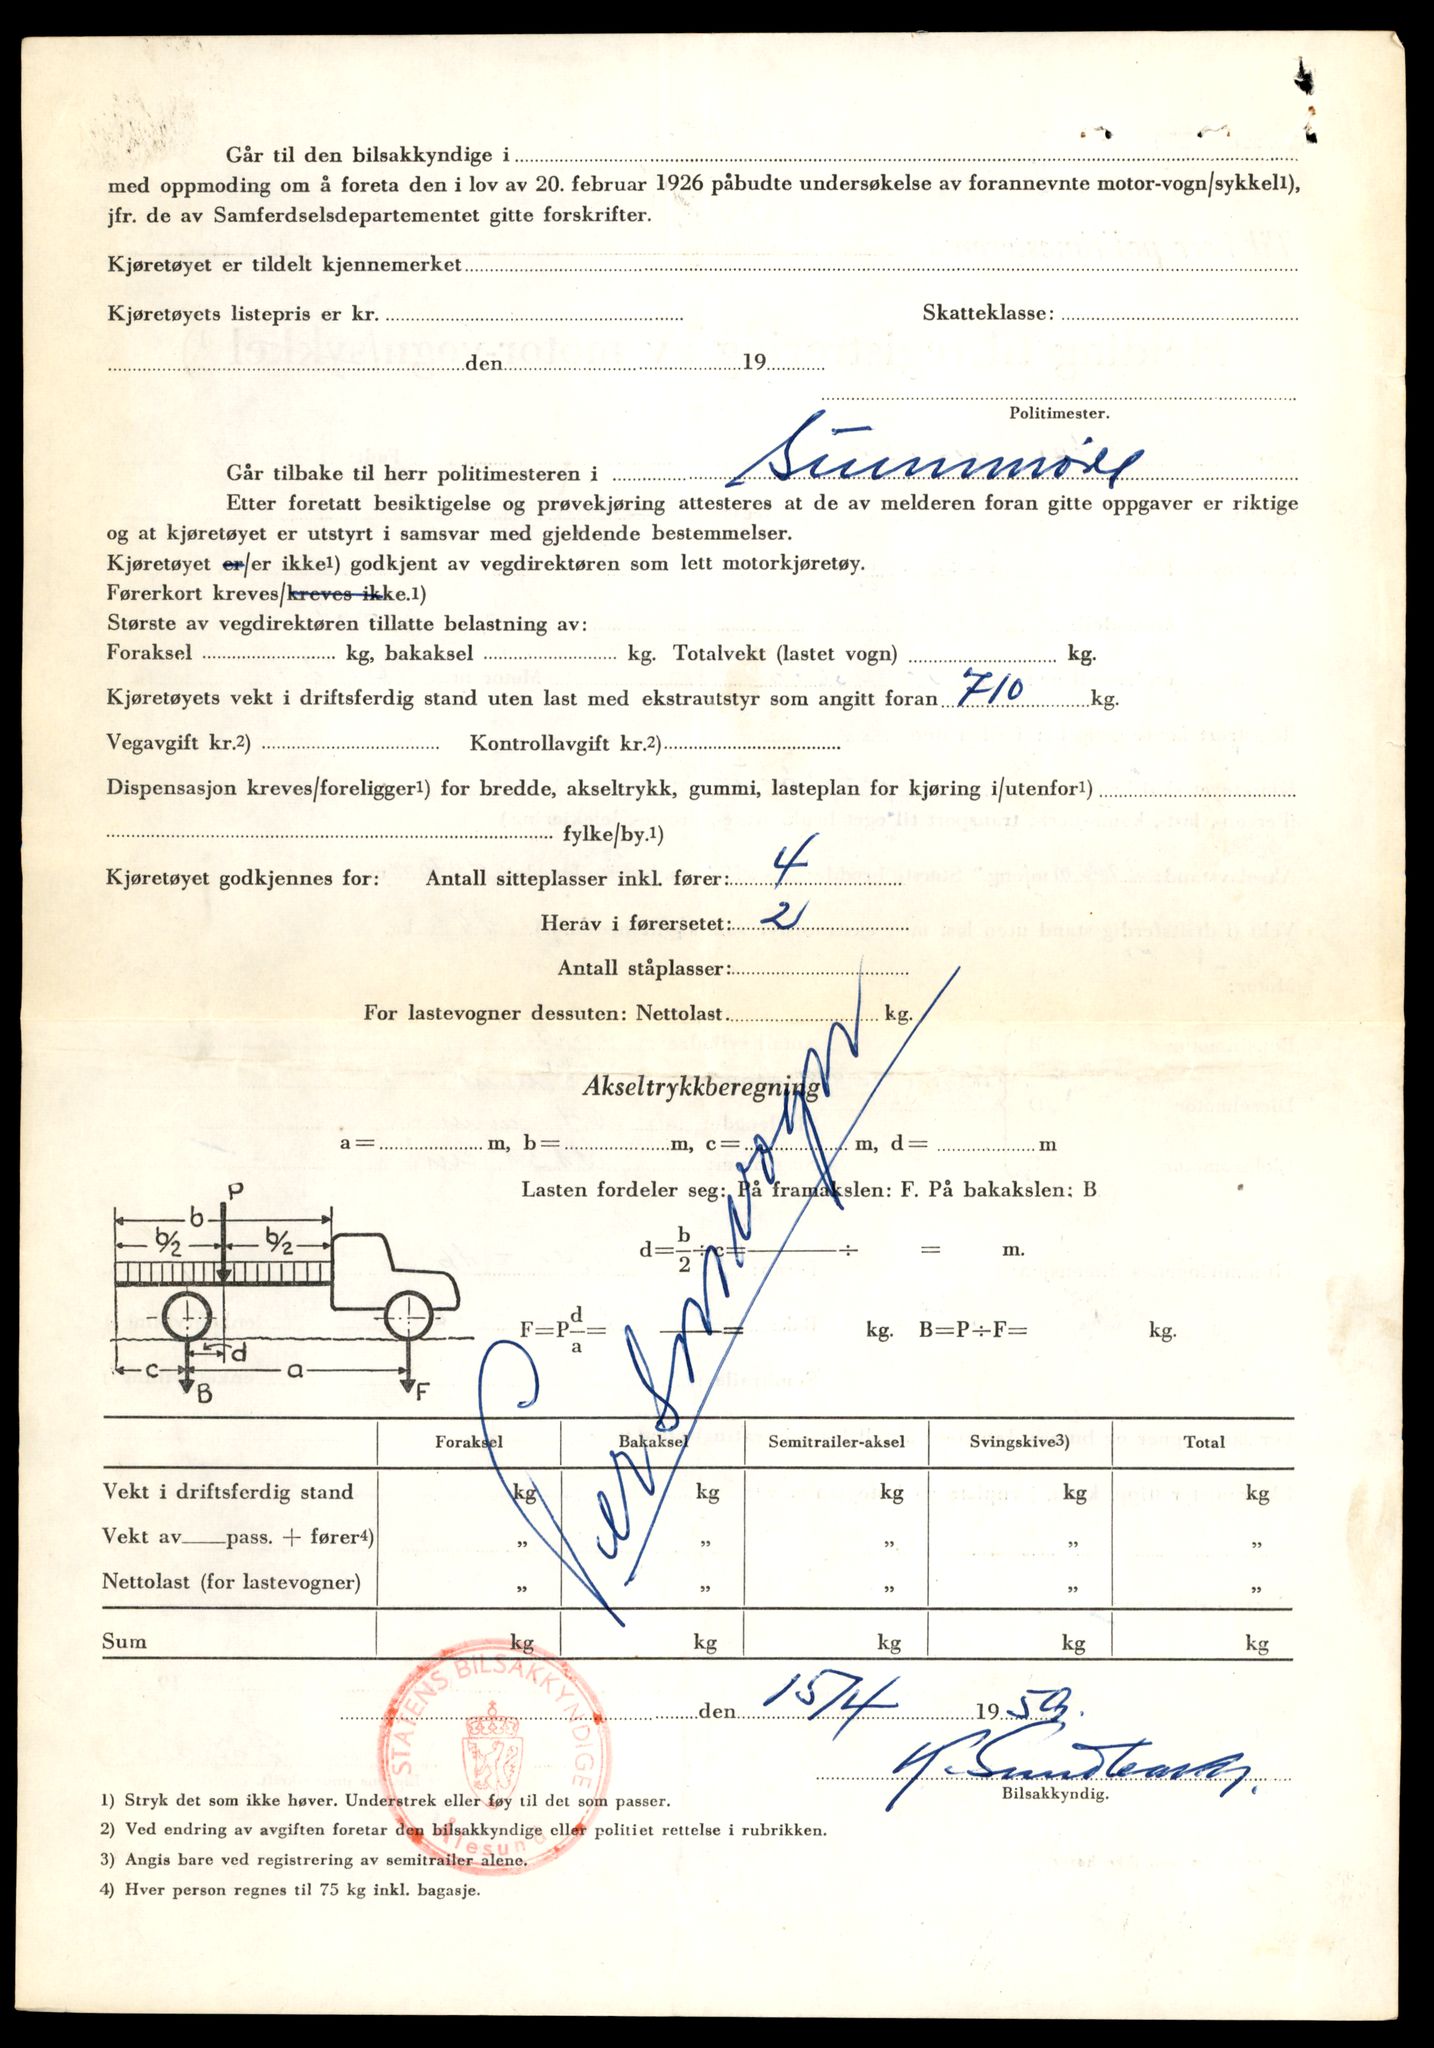 Går til den bilsakkyndige i
med oppmoding om å foreta den i lov av 20. februar 1926 påbudte undersøkelse av forannevnte motor-vogn/sykkel1),
jfr. de av Samferdselsdepartementet gitte forskrifter.
Kjøretøyet er tildelt kjennemerket
Kjøretøyets listepris er kr. Skatteklasse:
den 19
Politimester.
Går tilbake til herr politimesteren i Sunnmøre
Etter foretatt besiktigelse og prøvekjøring attesteres at de av melderen foran gitte oppgaver er riktige
og at kjøretøyet er utstyrt i samsvar med gjeldende bestemmelser.
Kjøretøyet er/er ikke1) godkjent av vegdirektøren som lett motorkjøretøy.
Førerkort kreves/kreves ikke.1)
Største av vegdirektøren tillatte belastning av:
Foraksel kg, bakaksel kg. Totalvekt (lastet vogn) kg.
Kjøretøyets vekt i driftsferdig stand uten last med ekstrautstyr som angitt foran 710 kg.
Vegavgift kr.2) Kontrollavgift kr.2)
Dispensasjon kreves/foreligger1) for bredde, akseltrykk, gummi, lasteplan for kjøring i/utenfor1)
fylke/by.1)
Kjøretøyet godkjennes for: Antall sitteplasser inkl. fører: 4
Herav i førersetet: 2
Antall ståplasser:
For lastevogner dessuten: Nettolast kg.
Personvogn
Akseltrykkberegning
a= m, b= m, c= m, d= m
Lasten fordeler seg: På framakslen: F. På bakakslen: B
d=b/2÷c= ÷ = m.
F=P d/a= = kg. B=P÷F= kg.
P
b
b/2 b/2
d
c a
B F
Foraksel Bakaksel Semitrailer-aksel Svingskive3) Total
Vekt i driftsferdig stand kg kg kg kg kg
Vekt av pass. + fører4) „ „ „ „ „
Nettolast (for lastevogner) „ „ „ „ „
Sum kg kg kg kg kg
STATENS BILSAKKYNDIGE
Ålesund
den 15/4 1959.
Bilsakkyndig.
1) Stryk det som ikke høver. Understrek eller føy til det som passer.
2) Ved endring av avgiften foretar den bilsakkyndige eller politiet rettelse i rubrikken.
3) Angis bare ved registrering av semitrailer alene.
4) Hver person regnes til 75 kg inkl. bagasje.